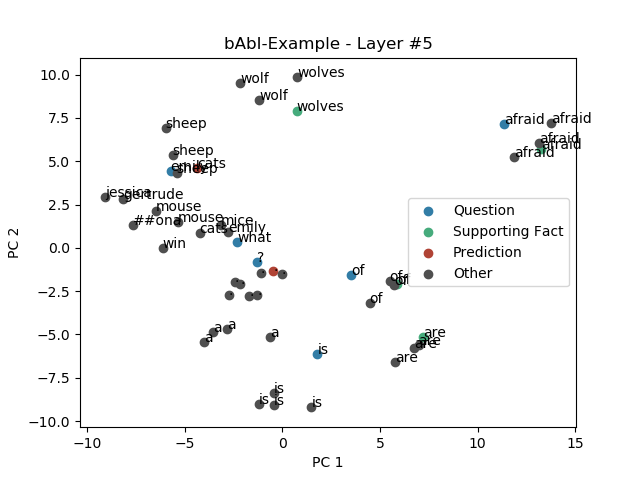 bAbI-Example - Layer #5
10.0
7.5
5.0
2.5
0.0
−2.5
−5.0
−7.5
−10.0
PC 2
−10
−5
0
5
10
15
PC 1
Question
Supporting Fact
Prediction
Other
wolf
wolves
wolf
wolves
sheep
afraid
afraid
afraid
afraid
afraid
sheep
emily
cats
sheep
jessica
gertrude
mouse
##ona
mouse
mice
cats
emily
what
win
?
of
of
of
of
a
a
a
a
is
are
are
are
are
is
is
is
is